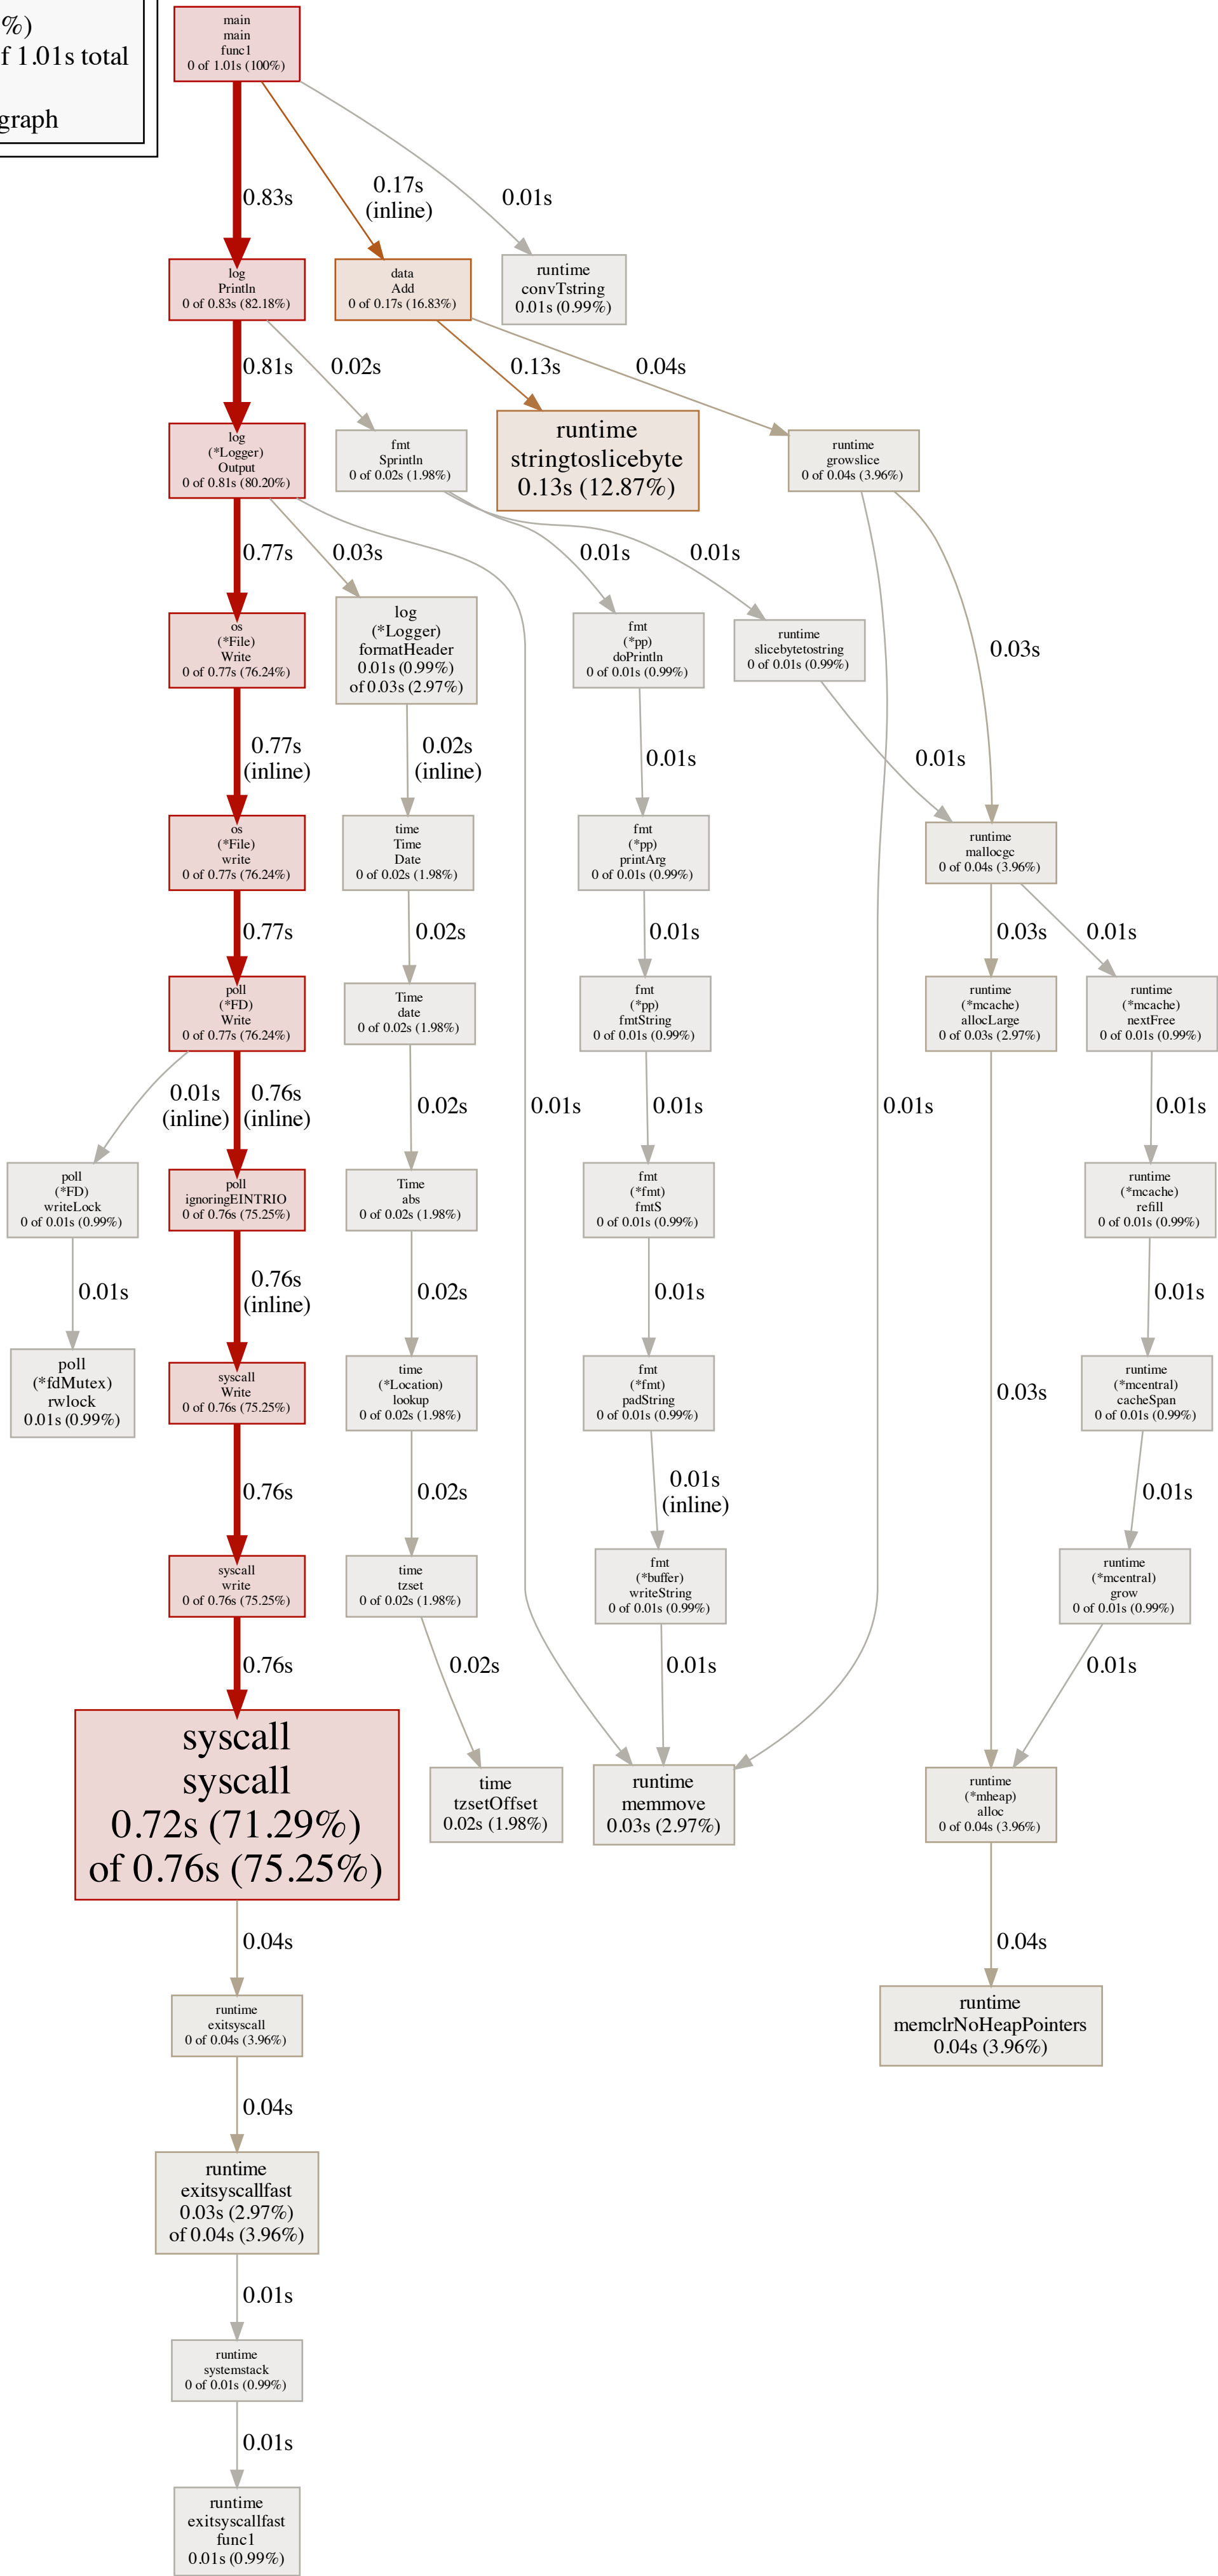 %)
f 1.01s total
graph
main
main
func1
0 of 1.01s (100%)
0.83s
0.17s
(inline)
0.01s
log
Println
0 of 0.83s (82.18%)
data
Add
0 of 0.17s (16.83%)
runtime
convTstring
0.01s (0.99%)
0.81s
0.02s
0.13s
0.04s
log
(*Logger)
Output
0 of 0.81s (80.20%)
fmt
Sprintln
0 of 0.02s (1.98%)
runtime
stringtoslicebyte
0.13s (12.87%)
runtime
growslice
0 of 0.04s (3.96%)
0.77s
0.03s
0.01s
0.01s
os
(*File)
Write
0 of 0.77s (76.24%)
log
(*Logger)
formatHeader
0.01s (0.99%)
of 0.03s (2.97%)
fmt
(*pp)
doPrintln
0 of 0.01s (0.99%)
runtime
slicebytetostring
0 of 0.01s (0.99%)
0.03s
0.77s
(inline)
0.02s
(inline)
0.01s
0.01s
os
(*File)
write
0 of 0.77s (76.24%)
time
Time
Date
0 of 0.02s (1.98%)
fmt
(*pp)
printArg
0 of 0.01s (0.99%)
runtime
mallocgc
0 of 0.04s (3.96%)
0.77s
0.02s
0.01s
0.03s
0.01s
poll
(*FD)
Write
0 of 0.77s (76.24%)
Time
date
0 of 0.02s (1.98%)
fmt
(*pp)
fmtString
0 of 0.01s (0.99%)
runtime
(*mcache)
allocLarge
0 of 0.03s (2.97%)
runtime
(*mcache)
nextFree
0 of 0.01s (0.99%)
0.01s
(inline)
0.76s
(inline)
0.02s
0.01s
0.01s
0.01s
0.01s
poll
(*FD)
writeLock
0 of 0.01s (0.99%)
poll
ignoringEINTRIO
0 of 0.76s (75.25%)
Time
abs
0 of 0.02s (1.98%)
fmt
(*fmt)
fmtS
0 of 0.01s (0.99%)
runtime
(*mcache)
refill
0 of 0.01s (0.99%)
0.01s
0.76s
(inline)
0.02s
0.01s
0.01s
poll
(*fdMutex)
rwlock
0.01s (0.99%)
syscall
Write
0 of 0.76s (75.25%)
time
(*Location)
lookup
0 of 0.02s (1.98%)
fmt
(*fmt)
padString
0 of 0.01s (0.99%)
0.03s
runtime
(*mcentral)
cacheSpan
0 of 0.01s (0.99%)
0.76s
0.02s
0.01s
(inline)
0.01s
syscall
write
0 of 0.76s (75.25%)
time
tzset
0 of 0.02s (1.98%)
fmt
(*buffer)
writeString
0 of 0.01s (0.99%)
runtime
(*mcentral)
grow
0 of 0.01s (0.99%)
0.76s
0.02s
0.01s
0.01s
syscall
syscall
0.72s (71.29%)
of 0.76s (75.25%)
time
tzsetOffset
0.02s (1.98%)
runtime
memmove
0.03s (2.97%)
runtime
(*mheap)
alloc
0 of 0.04s (3.96%)
0.04s
0.04s
runtime
exitsyscall
0 of 0.04s (3.96%)
runtime
memclrNoHeapPointers
0.04s (3.96%)
0.04s
runtime
exitsyscallfast
0.03s (2.97%)
of 0.04s (3.96%)
0.01s
runtime
systemstack
0 of 0.01s (0.99%)
0.01s
runtime
exitsyscallfast
func1
0.01s (0.99%)